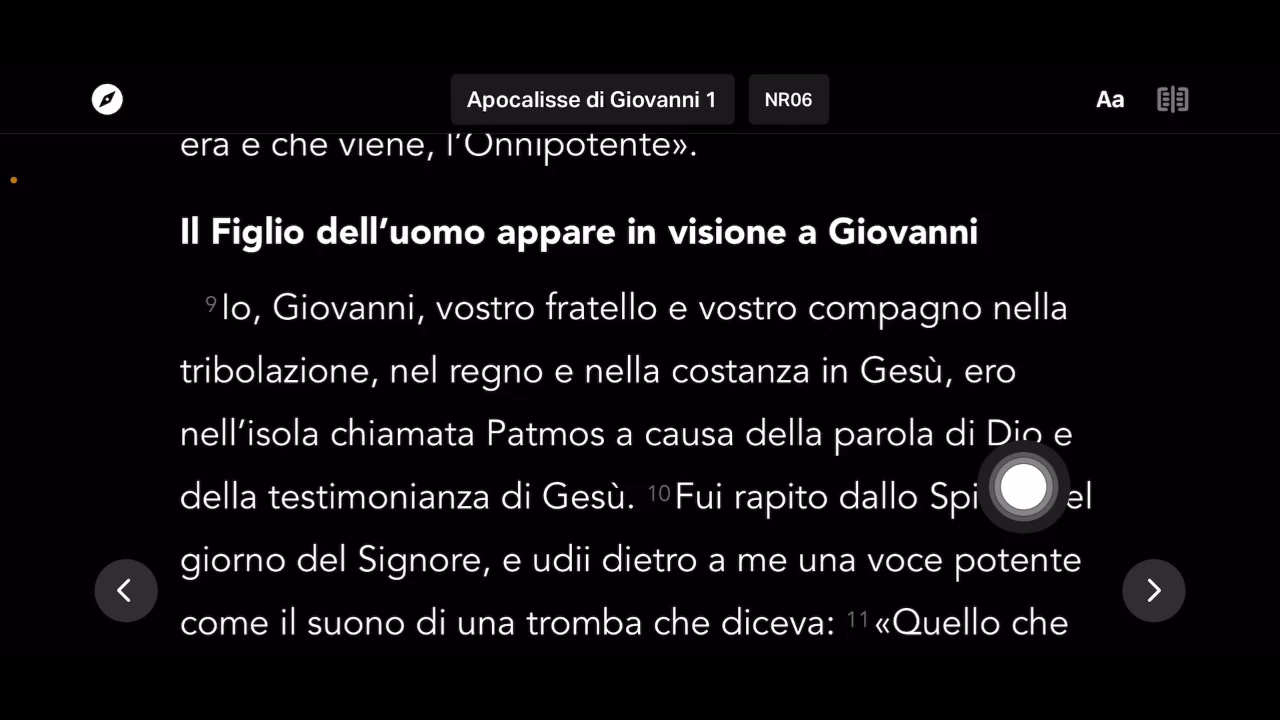 Apocalisse di Giovanni 1 NR06 Aa
era e che viene, l’Onnipotente».
Il Figlio dell’uomo appare in visione a Giovanni
9 Io, Giovanni, vostro fratello e vostro compagno nella
tribolazione, nel regno e nella costanza in Gesù, ero
nell’isola chiamata Patmos a causa della parola di Dio e
della testimonianza di Gesù. 10 Fui rapito dallo
giorno del Signore, e udii dietro a me una voce potente
come il suono di una tromba che diceva: 11 «Quello che